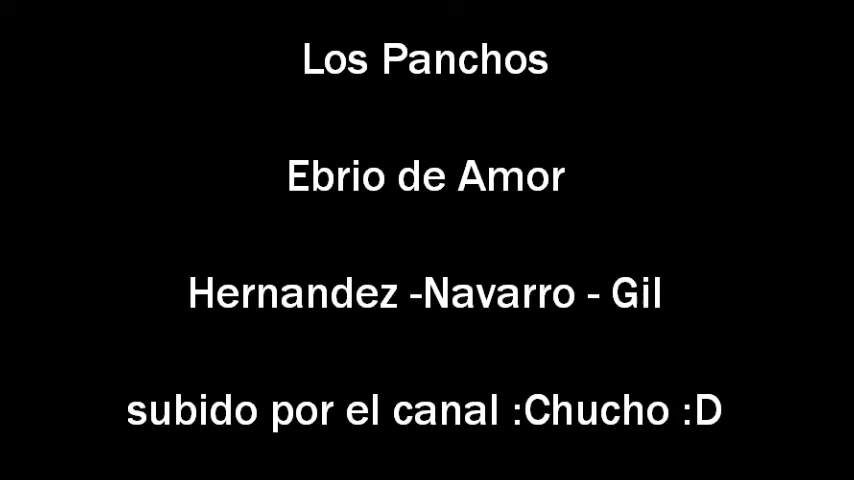 Los Panchos
Ebrio de Amor
Hernandez -Navarro - Gil
subido por el canal :Chucho :D